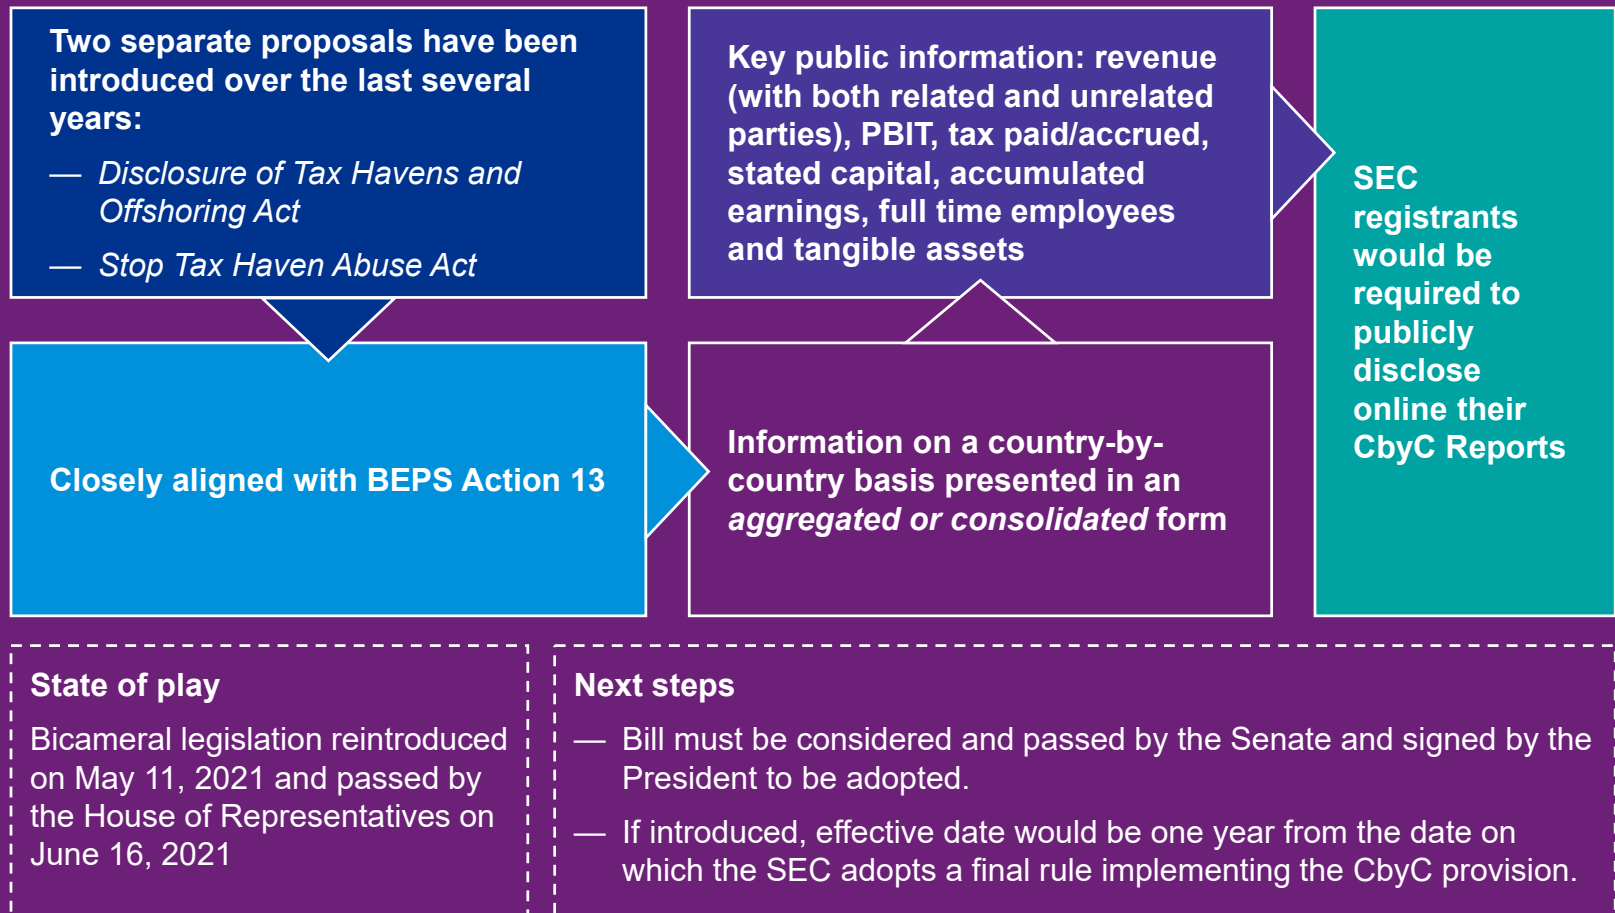 Two separate proposals have been
introduced over the last several
years:
— Disclosure of Tax Havens and
Offshoring Act
— Stop Tax Haven Abuse Act
Closely aligned with BEPS Action 13
Information on a country-by-
country basis presented in an
aggregated or consolidated form
Key public information: revenue
(with both related and unrelated
parties), PBIT, tax paid/accrued,
stated capital, accumulated
earnings, full time employees
and tangible assets
SEC
registrants
would be
required to
publicly
disclose
online their
CbyC Reports
State of play
Bicameral legislation reintroduced
on May 11, 2021 and passed by
the House of Representatives on
June 16, 2021
Next steps
— Bill must be considered and passed by the Senate and signed by the
President to be adopted.
— If introduced, effective date would be one year from the date on
which the SEC adopts a final rule implementing the CbyC provision.